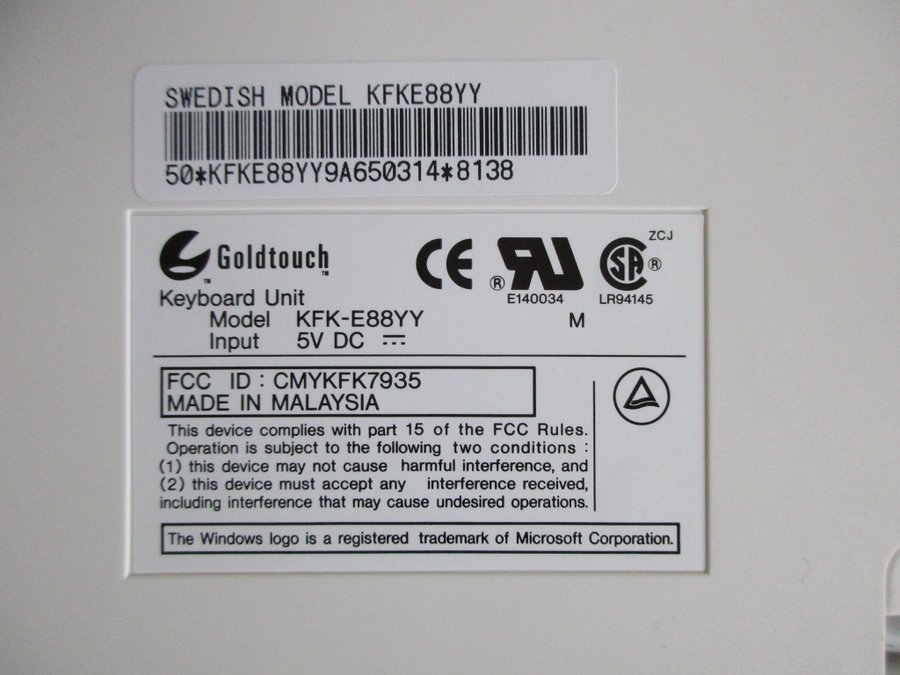 SWEDISH MODEL KFKE88YY
50*KFKE88YY9A650314*8138
Goldtouch™
CE ®
SA ® ZCJ
E140034
LR94145
Keyboard Unit
Model KFK-E88YY M
Input 5V DC
FCC ID : CMYKFK7935
MADE IN MALAYSIA
This device complies with part 15 of the FCC Rules.
Operation is subject to the following two conditions :
(1) this device may not cause harmful interference, and
(2) this device must accept any interference received,
including interference that may cause undesired operations.
The Windows logo is a registered trademark of Microsoft Corporation.